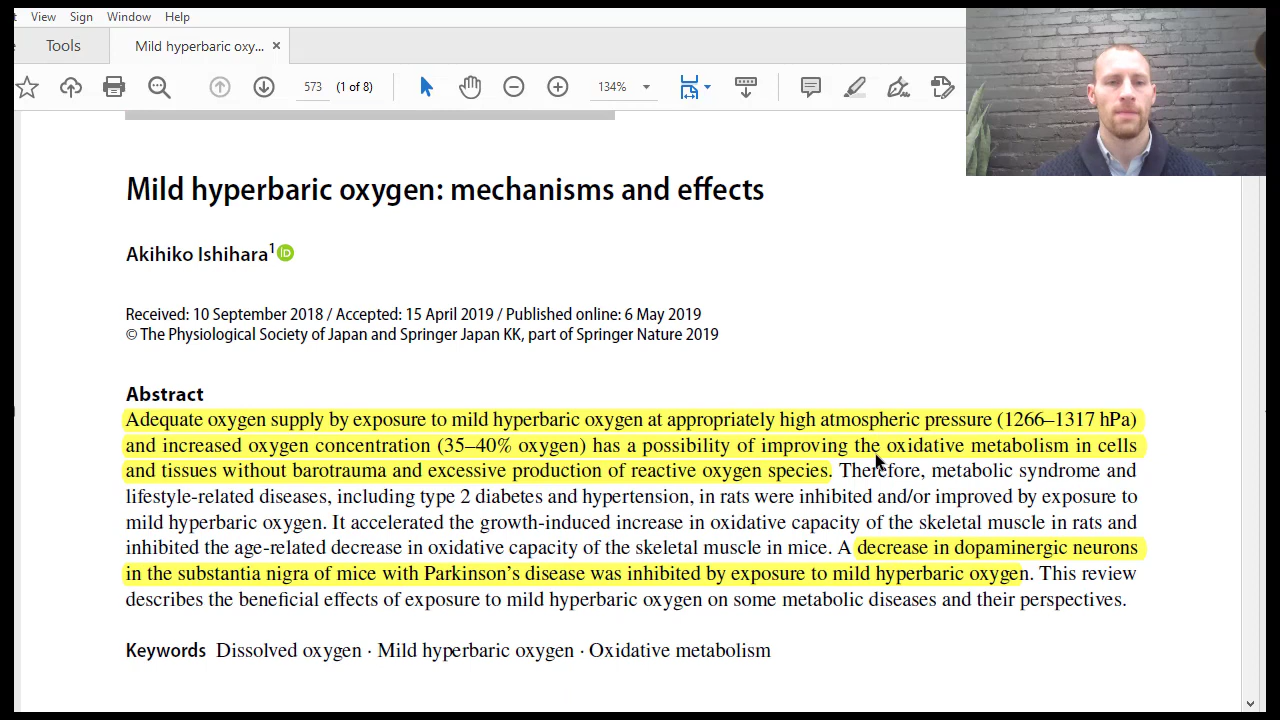 View Sign Window Help
Tools Mild hyperbaric oxy... ×
573 (1 of 8) 134%
Mild hyperbaric oxygen: mechanisms and effects
Akihiko Ishihara1 iD
Received: 10 September 2018 / Accepted: 15 April 2019 / Published online: 6 May 2019
© The Physiological Society of Japan and Springer Japan KK, part of Springer Nature 2019
Abstract
Adequate oxygen supply by exposure to mild hyperbaric oxygen at appropriately high atmospheric pressure (1266–1317 hPa)
and increased oxygen concentration (35–40% oxygen) has a possibility of improving the oxidative metabolism in cells
and tissues without barotrauma and excessive production of reactive oxygen species. Therefore, metabolic syndrome and
lifestyle-related diseases, including type 2 diabetes and hypertension, in rats were inhibited and/or improved by exposure to
mild hyperbaric oxygen. It accelerated the growth-induced increase in oxidative capacity of the skeletal muscle in rats and
inhibited the age-related decrease in oxidative capacity of the skeletal muscle in mice. A decrease in dopaminergic neurons
in the substantia nigra of mice with Parkinson's disease was inhibited by exposure to mild hyperbaric oxygen. This review
describes the beneficial effects of exposure to mild hyperbaric oxygen on some metabolic diseases and their perspectives.
Keywords Dissolved oxygen · Mild hyperbaric oxygen · Oxidative metabolism